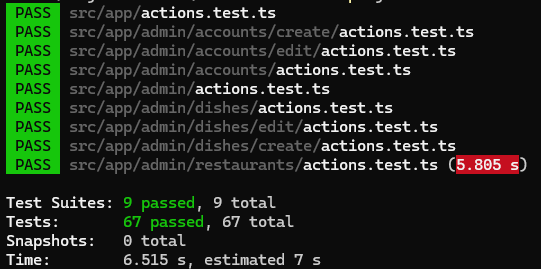 PASS src/app/actions.test.ts
PASS src/app/admin/accounts/create/actions.test.ts
PASS src/app/admin/accounts/edit/actions.test.ts
PASS src/app/admin/accounts/actions.test.ts
PASS src/app/admin/actions.test.ts
PASS src/app/admin/dishes/actions.test.ts
PASS src/app/admin/dishes/edit/actions.test.ts
PASS src/app/admin/dishes/create/actions.test.ts
PASS src/app/admin/restaurants/actions.test.ts (5.805 s)
Test Suites: 9 passed, 9 total
Tests: 67 passed, 67 total
Snapshots: 0 total
Time: 6.515 s, estimated 7 s